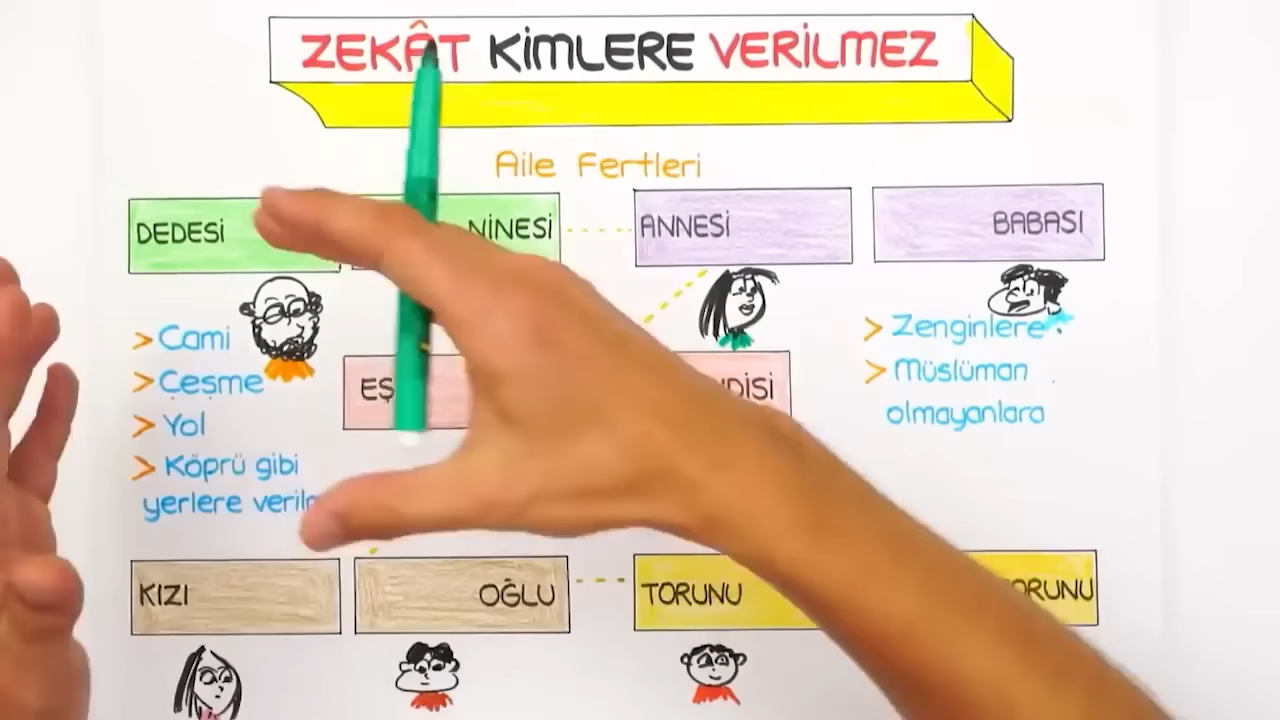 ZEKÂT KİMLERE VERİLMEZ
Aile Fertleri
DEDESİ NİNESİ ANNESİ BABASI
> Cami
> Çeşme
> Yol
> Köprü gibi
yerlere
> Zenginlere
> Müslüman
olmayanlara
KIZI OĞLU TORUNU